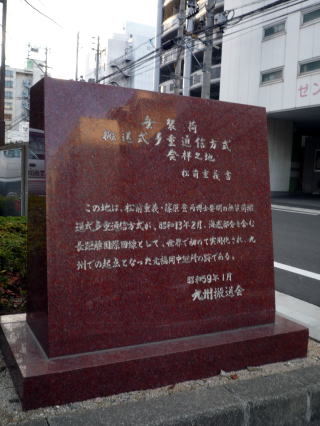 無装荷
搬送式多重通信方式
発祥之地
松前重義書
この地は、松前重義・篠原登両博士発明の無装荷搬
送式多重通信方式が、昭和13年2月、海底部分を含む
長距離国際回線として、世界で初めて実用化され、九
州での起点となった元福岡中継所の跡である。
昭和59年1月
九州搬送会
ゼン
P